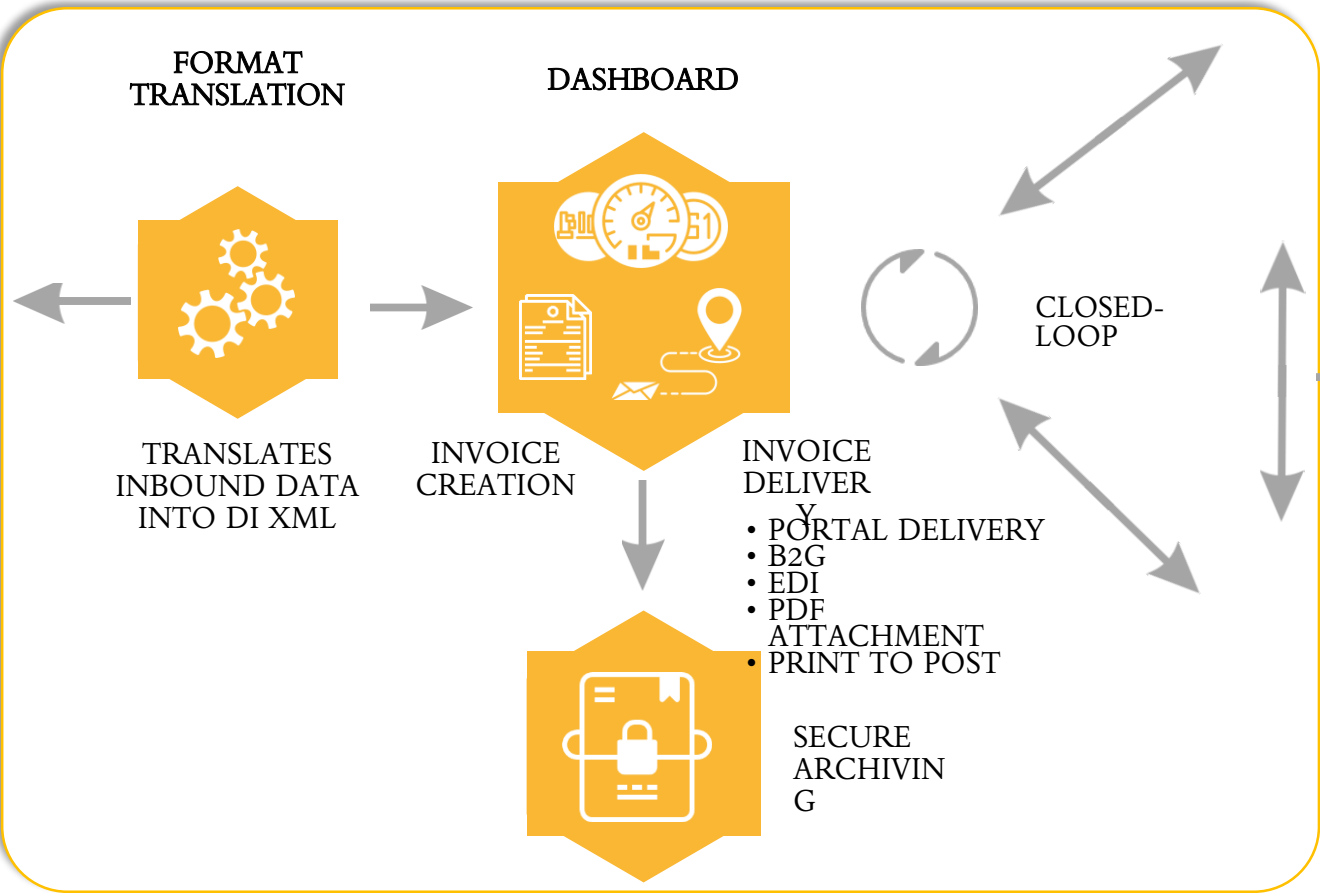 FORMAT
TRANSLATION
DASHBOARD
CLOSED-
LOOP
TRANSLATES
INBOUND DATA
INTO DI XML
INVOICE
CREATION
INVOICE
DELIVER
Y
• PORTAL DELIVERY
• B2G
• EDI
• PDF
ATTACHMENT
• PRINT TO POST
SECURE
ARCHIVIN
G